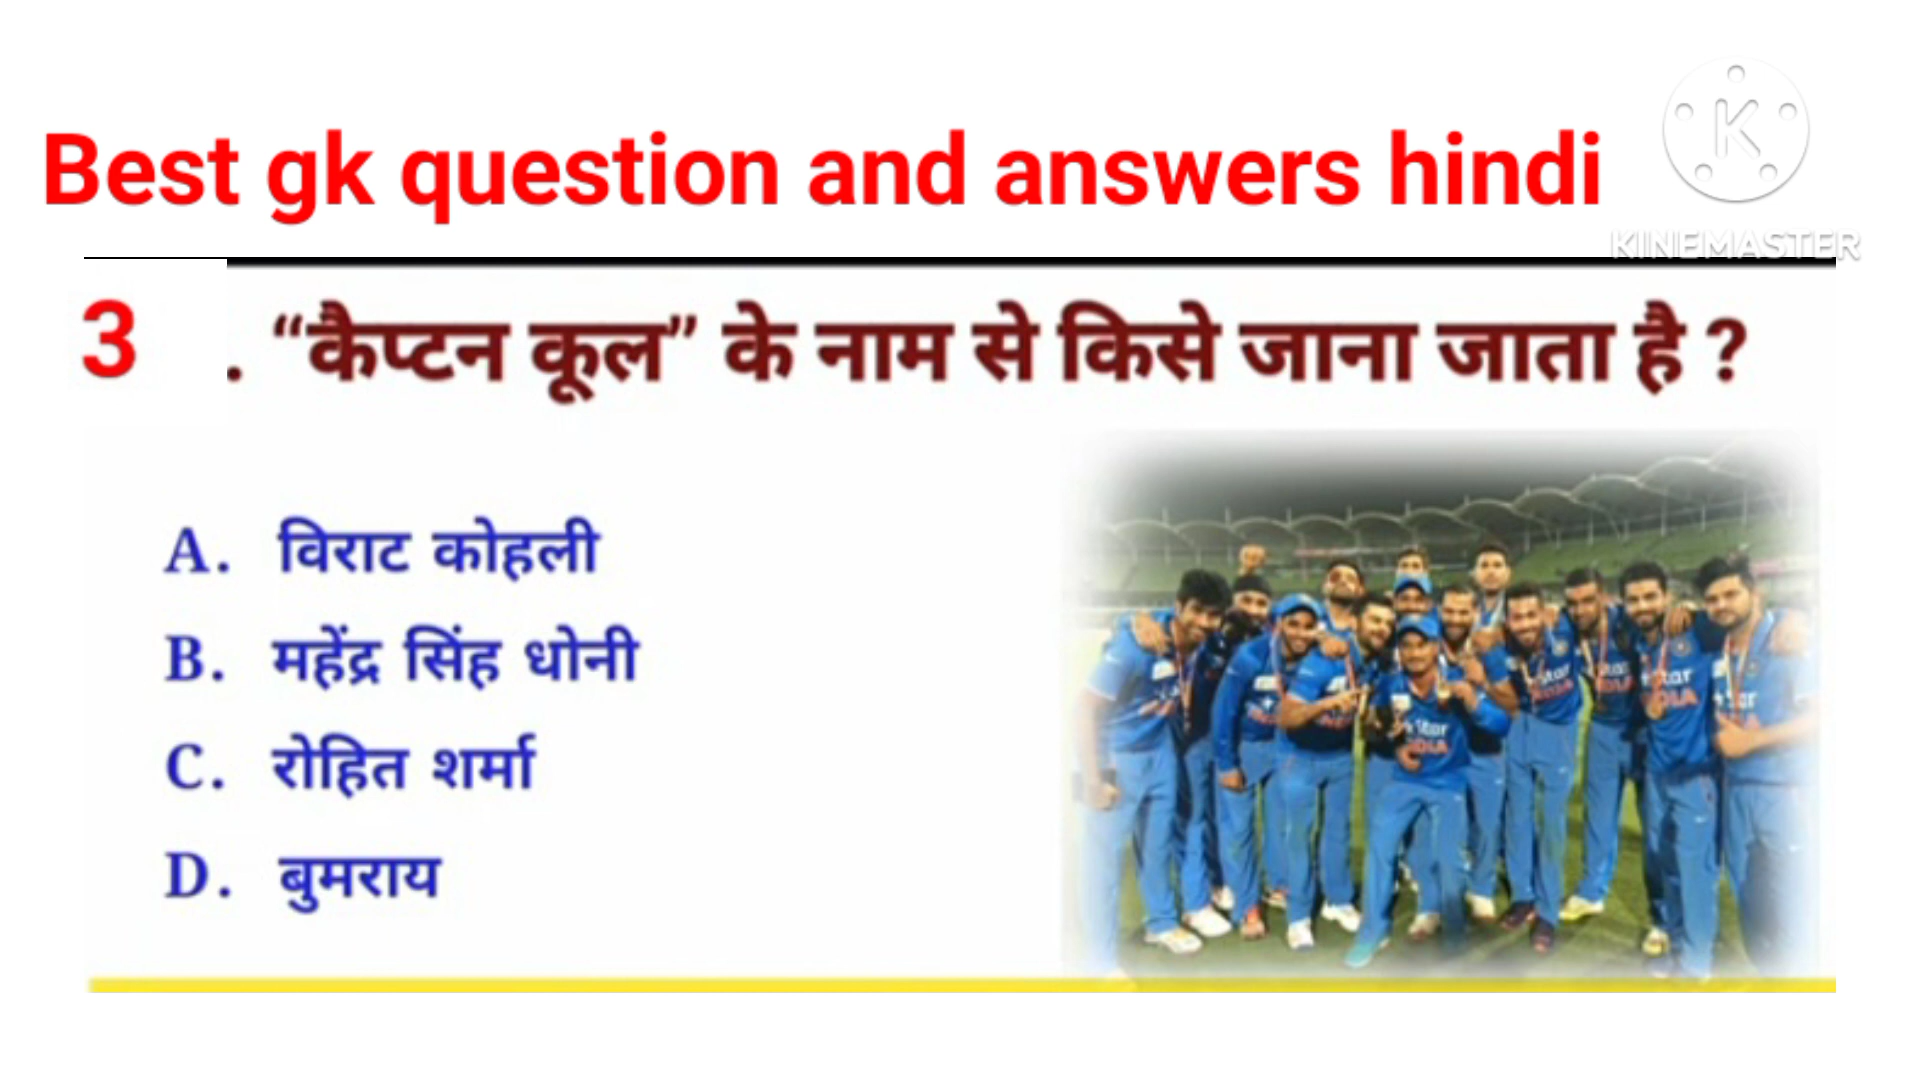 Best gk question and answers hindi
K
KINEMASTER
3 . “कैप्टन कूल” के नाम से किसे जाना जाता है ?
A. विराट कोहली
B. महेंद्र सिंह धोनी
C. रोहित शर्मा
D. बुमराय